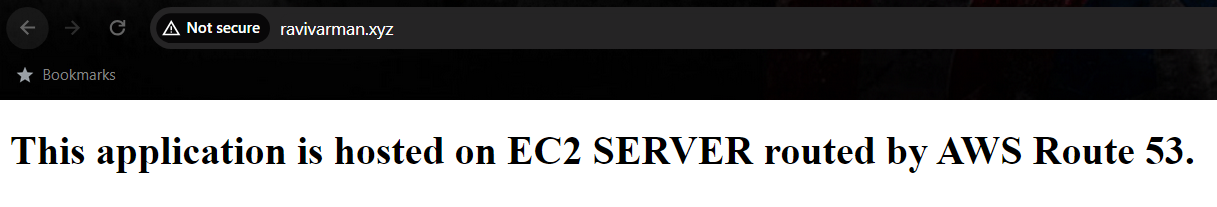 Not secure ravivarman.xyz
Bookmarks
This application is hosted on EC2 SERVER routed by AWS Route 53.